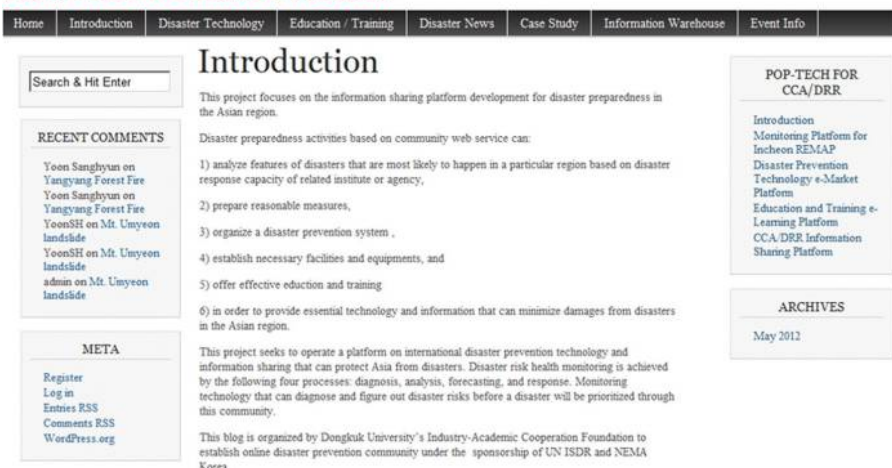 Home Introduction Disaster Technology Education / Training Disaster News Case Study Information Warehouse Event Info
Search & Hit Enter
RECENT COMMENTS
Yoon Sanghyun on
Yangyang Forest Fire
Yoon Sanghyun on
Yangyang Forest Fire
YoonSH on Mt. Umyeon
landslide
YoonSH on Mt. Umyeon
landslide
admin on Mt. Umyeon
landslide
META
Register
Log in
Entries RSS
Comments RSS
WordPress.org
Introduction
This project focuses on the information sharing platform development for disaster preparedness in
the Asian region.
Disaster preparedness activities based on community web service can:
1) analyze features of disasters that are most likely to happen in a particular region based on disaster
response capacity of related institute or agency,
2) prepare reasonable measures,
3) organize a disaster prevention system ,
4) establish necessary facilities and equipments, and
5) offer effective eduction and training
6) in order to provide essential technology and information that can minimize damages from disasters
in the Asian region.
This project seeks to operate a platform on international disaster prevention technology and
information sharing that can protect Asia from disasters. Disaster risk health monitoring is achieved
by the following four processes: diagnosis, analysis, forecasting, and response. Monitoring
technology that can diagnose and figure out disaster risks before a disaster will be prioritized through
this community.
This blog is organized by Dongkuk University's Industry-Academic Cooperation Foundation to
establish online disaster prevention community under the sponsorship of UN ISDR and NEMA
Korea
POP-TECH FOR
CCA/DRR
Introduction
Monitoring Platform for
Incheon REMAP
Disaster Prevention
Technology e-Market
Platform
Education and Training e-
Learning Platform
CCA/DRR Information
Sharing Platform
ARCHIVES
May 2012